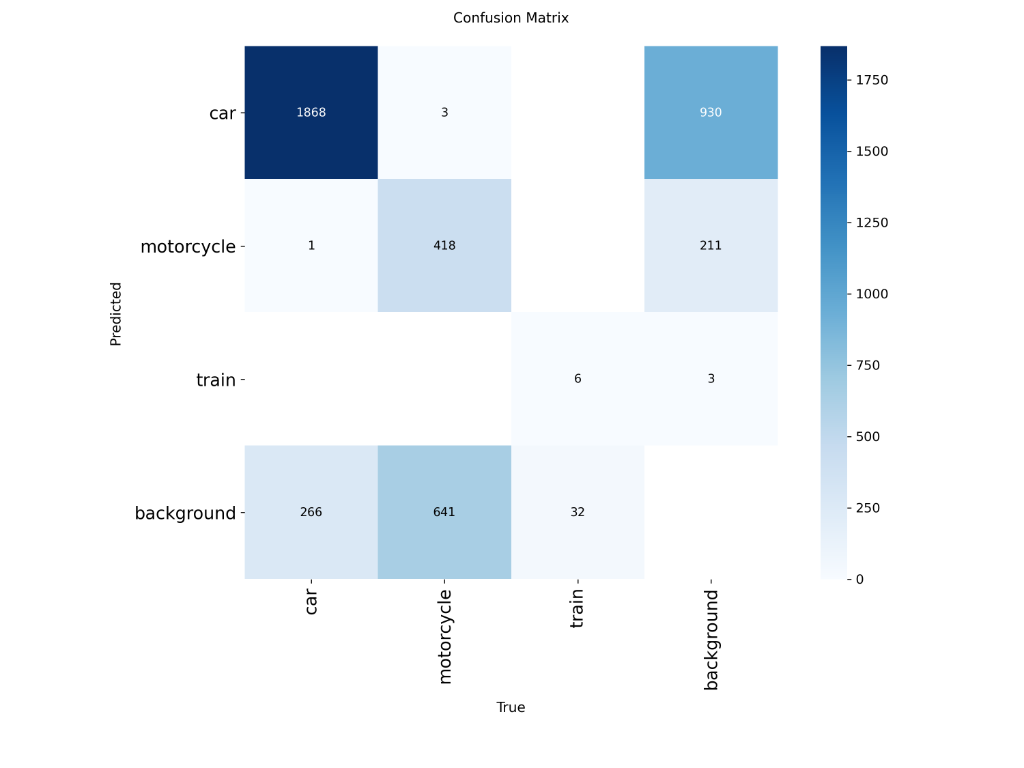 Confusion Matrix
car
1868
3
930
motorcycle
1
418
211
train
6
3
background
266
641
32
Predicted
car
motorcycle
train
background
True
1750
1500
1250
1000
750
500
250
0